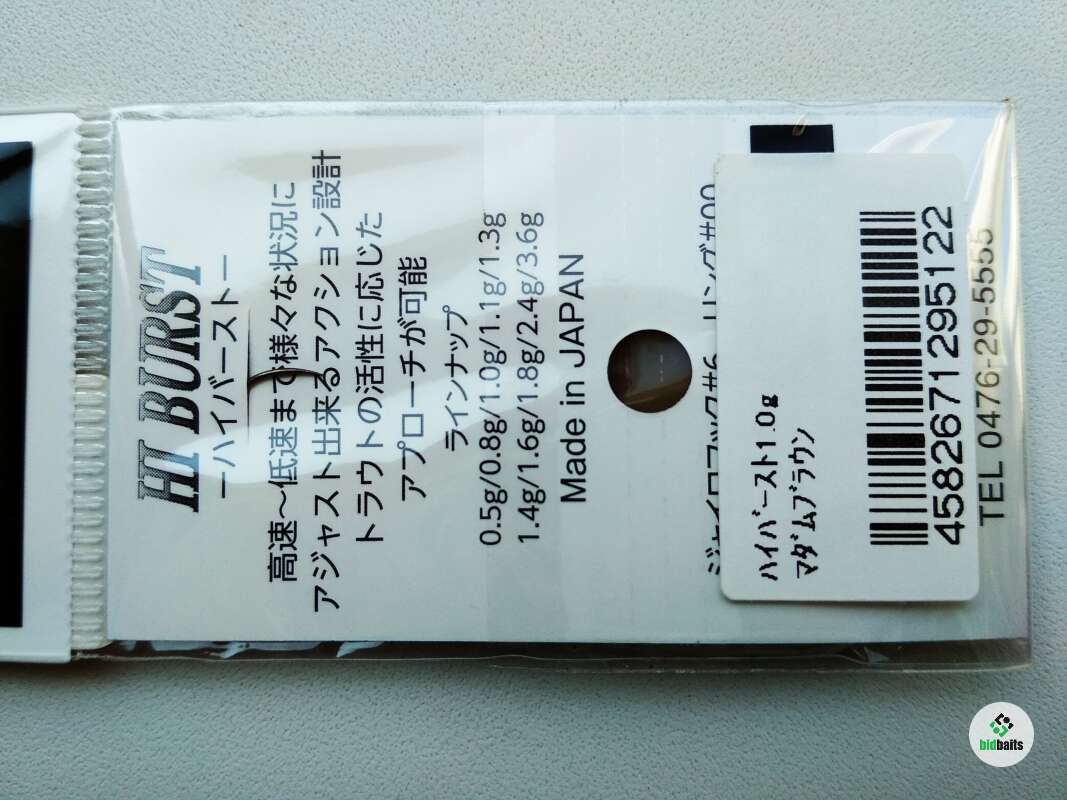 HI BURST
ーハイバーストー
高速～低速まで様々な状況に
アジャスト出来るアクション設計
トラウトの活性に応じた
アプローチが可能
ラインナップ
0.5g/0.8g/1.0g/1.1g/1.3g
1.4g/1.6g/1.8g/2.4g/3.6g
Made in JAPAN
ハイバースト1.0g
マダムブラウン
4582671295122
TEL 0476-29-5555
bidbaits